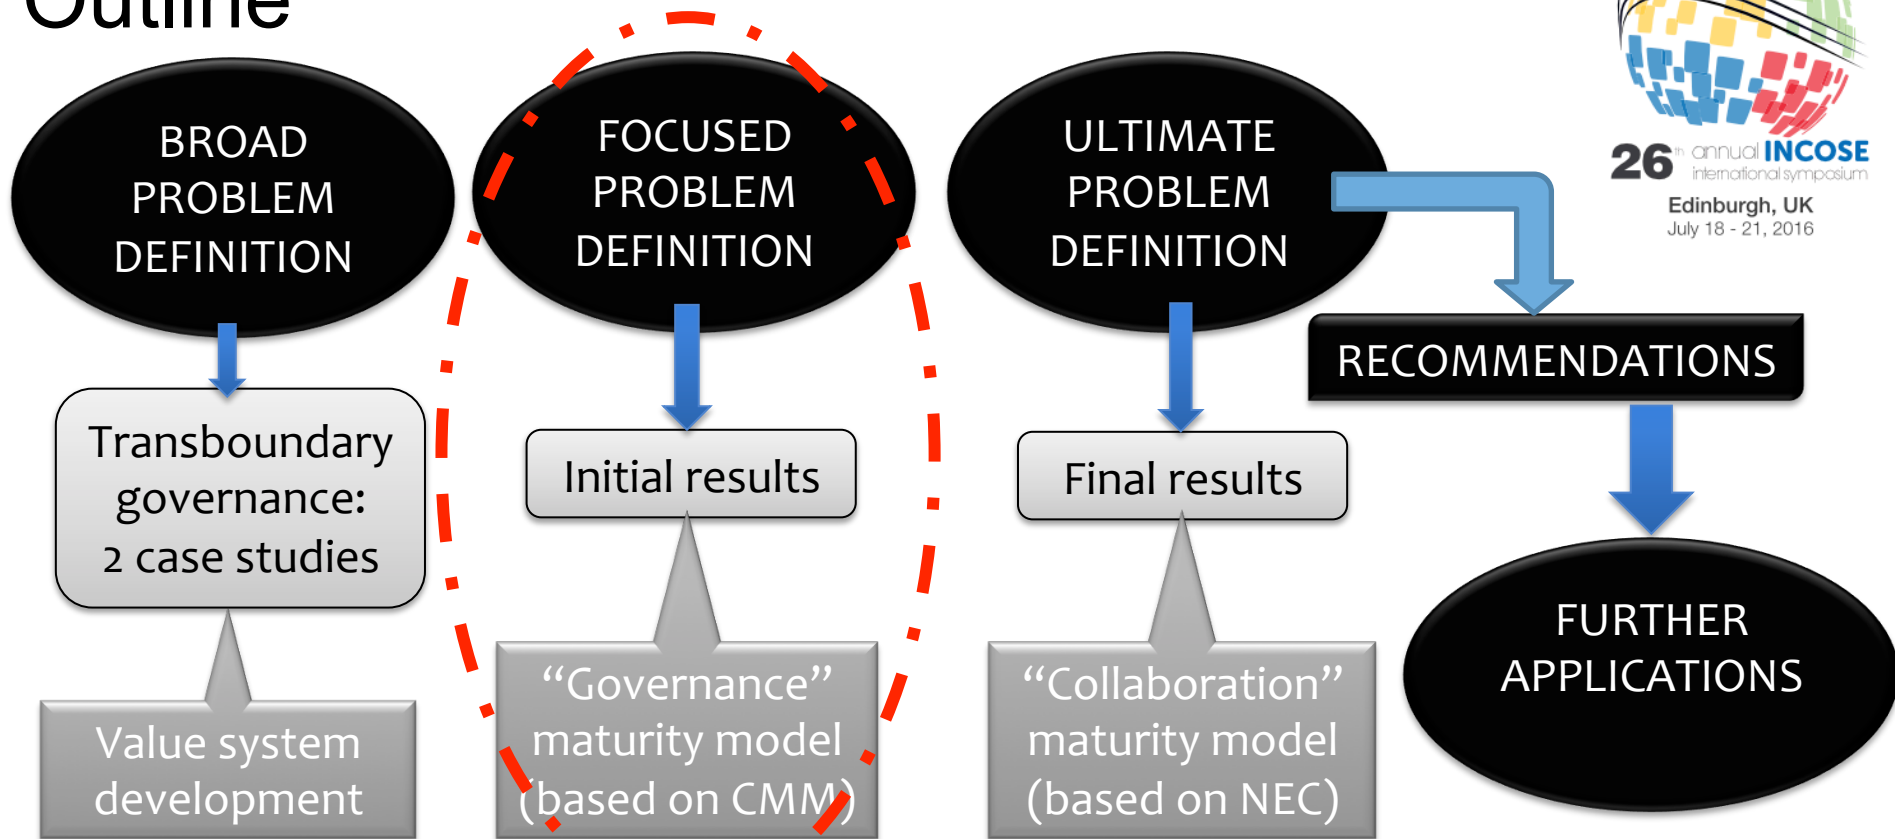 Outline
BROAD
PROBLEM
DEFINITION
Transboundary
governance:
2 case studies
Value system
development
FOCUSED
PROBLEM
DEFINITION
Initial results
“Governance”
maturity model
(based on CMM)
ULTIMATE
PROBLEM
DEFINITION
Final results
“Collaboration”
maturity model
(based on NEC)
RECOMMENDATIONS
FURTHER
APPLICATIONS
26th annual INCOSE
international symposium
Edinburgh, UK
July 18 - 21, 2016